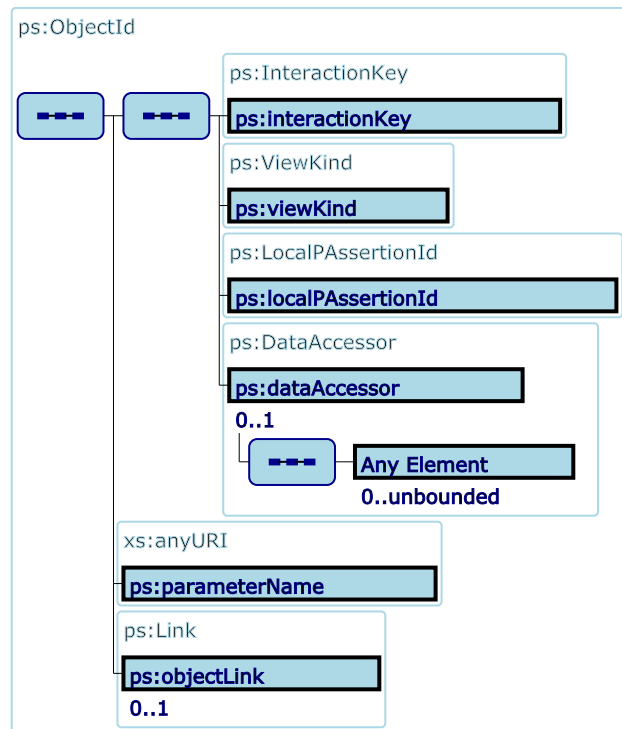 ps:ObjectId
ps:InteractionKey
ps:interactionKey
ps:ViewKind
ps:viewKind
ps:LocalPAssertionId
ps:localPAssertionId
ps:DataAccessor
ps:dataAccessor
0..1
Any Element
0..unbounded
xs:anyURI
ps:parameterName
ps:Link
ps:objectLink
0..1